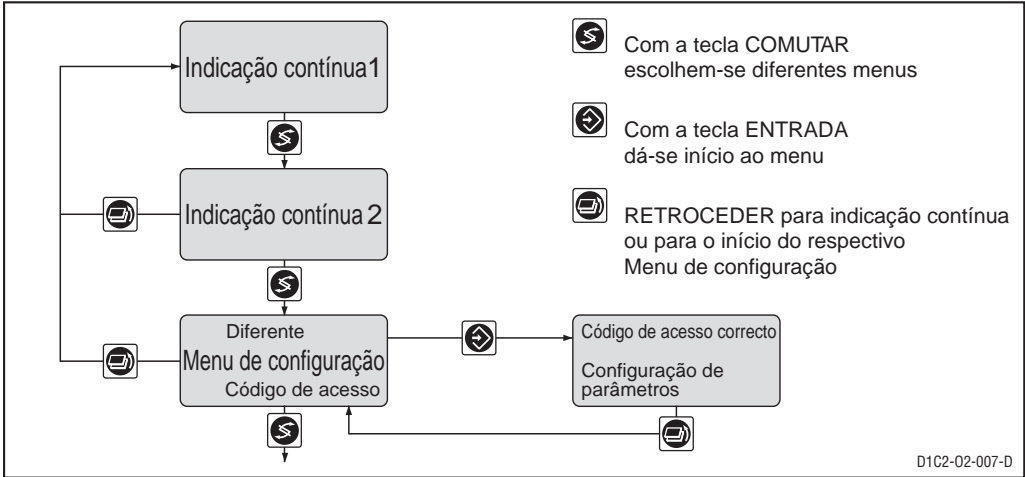 Indicação contínua1
Indicação contínua 2
Diferente
Menu de configuração
Código de acesso
Código de acesso correcto
Configuração de
parâmetros
Com a tecla COMUTAR
escolhem-se diferentes menus
Com a tecla ENTRADA
dá-se início ao menu
RETROCEDER para indicação contínua
ou para o início do respectivo
Menu de configuração
D1C2-O2-007-D